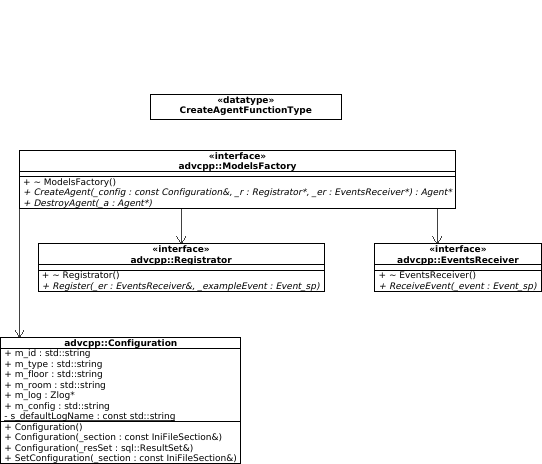 «datatype»
CreateAgentFunctionType
«interface»
advcpp::ModelsFactory
+ ~ ModelsFactory()
+ CreateAgent(_config : const Configuration&, _r : Registrator*, _er : EventsReceiver*) : Agent*
+ DestroyAgent(_a : Agent*)
«interface»
advcpp::Registrator
+ ~ Registrator()
+ Register(_er : EventsReceiver&, _exampleEvent : Event_sp)
«interface»
advcpp::EventsReceiver
+ ~ EventsReceiver()
+ ReceiveEvent(_event : Event_sp)
advcpp::Configuration
+ m_id : std::string
+ m_type : std::string
+ m_floor : std::string
+ m_room : std::string
+ m_log : Zlog*
+ m_config : std::string
- s_defaultLogName : const std::string
+ Configuration()
+ Configuration(_section : const IniFileSection&)
+ Configuration(_resSet : sql::ResultSet&)
+ SetConfiguration(_section : const IniFileSection&)